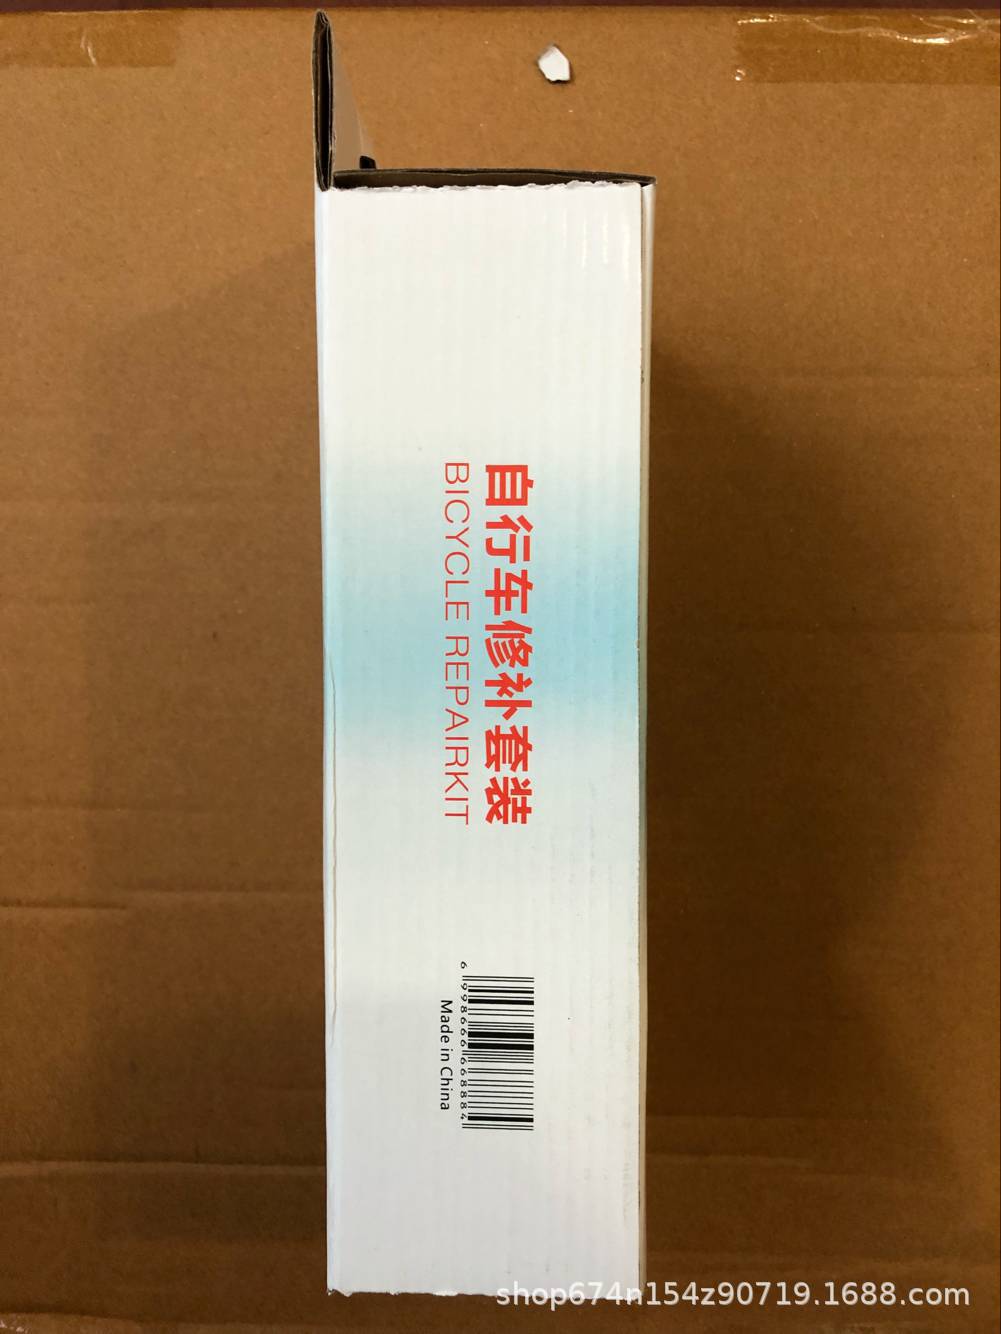 自行车修补套装
BICYCLE REPAIRKIT
6 998666 668884
Made in China
shop674n154z90719.1688.com